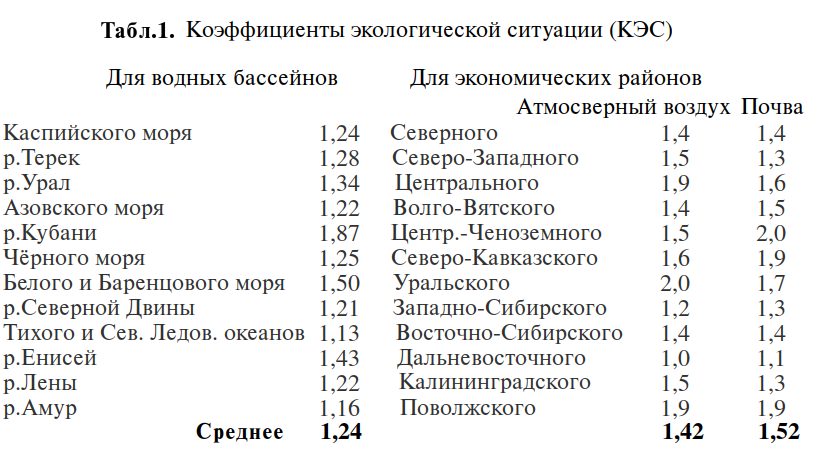 Табл.1. Коэффициенты экологической ситуации (КЭС)
Для водных бассейнов Для экономических районов
Атмосверный воздух Почва
Каспийского моря 1,24 Северного 1,4 1,4
р.Терек 1,28 Северо-Западного 1,5 1,3
р.Урал 1,34 Центрального 1,9 1,6
Азовского моря 1,22 Волго-Вятского 1,4 1,5
р.Кубани 1,87 Центр.-Ченоземного 1,5 2,0
Чёрного моря 1,25 Северо-Кавказского 1,6 1,9
Белого и Баренцового моря 1,50 Уральского 2,0 1,7
р.Северной Двины 1,21 Западно-Сибирского 1,2 1,3
Тихого и Сев. Ледов. океанов 1,13 Восточно-Сибирского 1,4 1,4
р.Енисей 1,43 Дальневосточного 1,0 1,1
р.Лены 1,22 Калининградского 1,5 1,3
р.Амур 1,16 Поволжского 1,9 1,9
Среднее 1,24 1,42 1,52